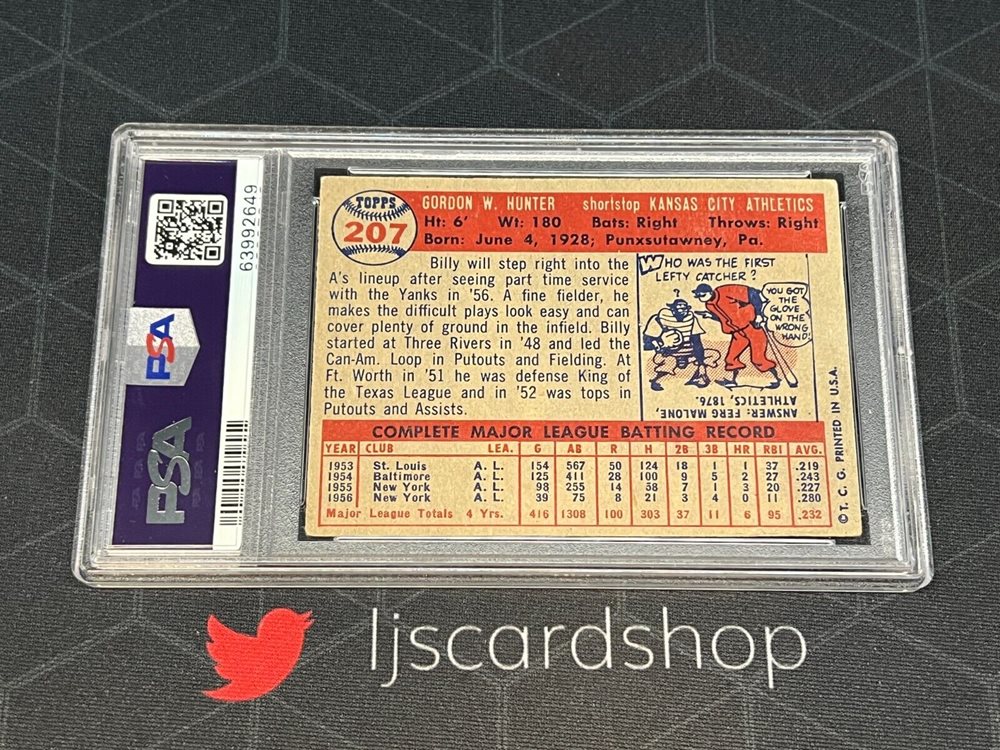 63992649
PSA
PSA
TOPPS
207
GORDON W. HUNTER shortstop KANSAS CITY ATHLETICS
Ht: 6' Wt: 180 Bats: Right Throws: Right
Born: June 4, 1928; Punxsutawney, Pa.
Billy will step right into the
A's lineup after seeing part time service
with the Yanks in '56. A fine fielder, he
makes the difficult plays look easy and can
cover plenty of ground in the infield. Billy
started at Three Rivers in '48 and led the
Can-Am. Loop in Putouts and Fielding. At
Ft. Worth in '51 he was defense King of
the Texas League and in '52 was tops in
Putouts and Assists.
WHO WAS THE FIRST
LEFTY CATCHER?
?
YOU GOT
THE
GLOVE
ON THE
WRONG
HAND!
ANSWER: FERG MALONE,
ATHLETICS, 1876.
COMPLETE MAJOR LEAGUE BATTING RECORD
YEAR CLUB LEA. G AB R H 2B 3B HR RBI AVG.
1953 St. Louis A. L. 154 567 50 124 18 1 1 37 .219
1954 Baltimore A. L. 125 411 28 100 9 5 2 27 .243
1955 New York A. L. 98 255 14 58 7 1 3 20 .227
1956 New York A. L. 39 75 8 21 3 4 0 11 .280
Major League Totals 4 Yrs. 416 1308 100 303 37 11 6 95 .232
© T. C. G. PRINTED IN U.S.A.
ljscardshop